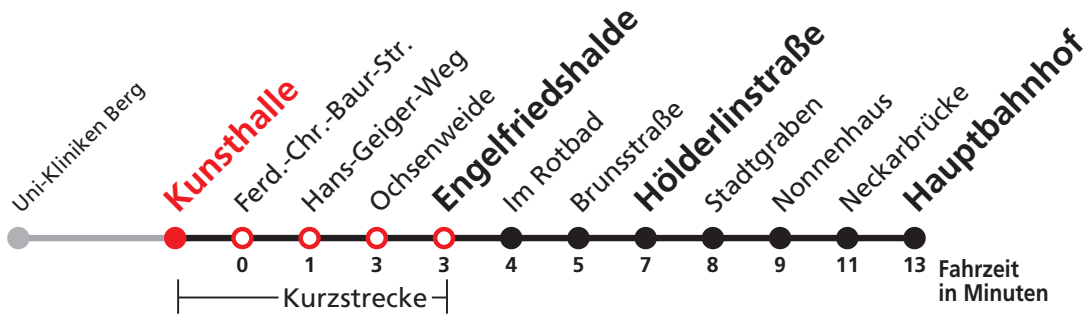 Uni-Kliniken Berg
Kunsthalle
Ferd.-Chr.-Baur-Str.
Hans-Geiger-Weg
Ochsenweide
Engelfriedshalde
Im Rotbad
Brunsstraße
Hölderlinstraße
Stadtgraben
Nonnenhaus
Neckarbrücke
Hauptbahnhof
0 1 3 3 4 5 7 8 9 11 13
Fahrzeit
in Minuten
Kurzstrecke